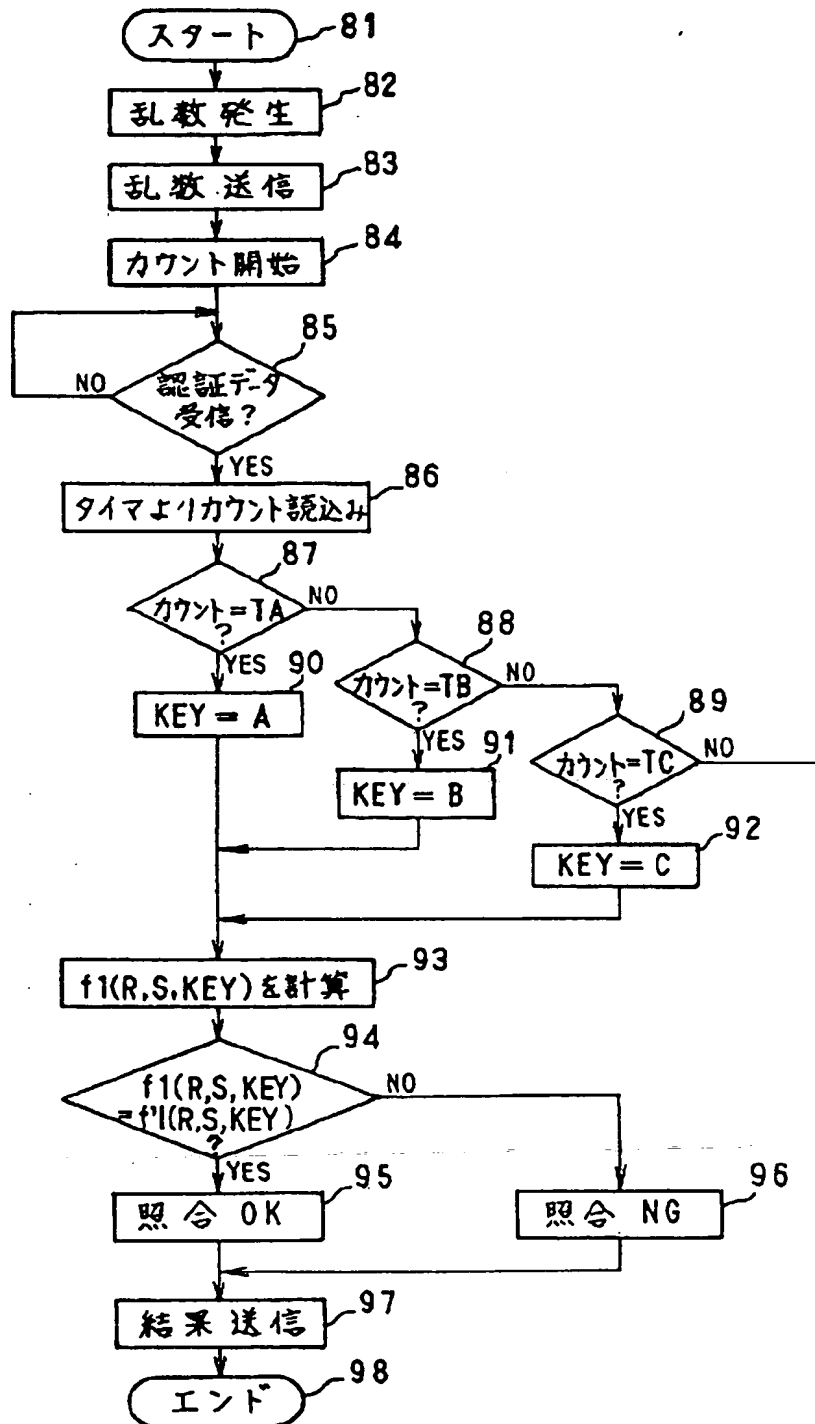 スタート
81
82
乱数発生
83
乱数送信
84
カウント開始
85
認証データ
受信?
NO
YES
86
タイマよりカウント読込み
87
カウント=TA
?
NO
YES
88
カウント=TB
?
NO
YES
89
カウント=TC
?
NO
YES
90
KEY=A
91
KEY=B
92
KEY=C
93
f1(R,S,KEY)を計算
94
f1(R,S,KEY)
=f'1(R,S,KEY)
?
NO
YES
95
照合 OK
96
照合 NG
97
結果送信
98
エンド